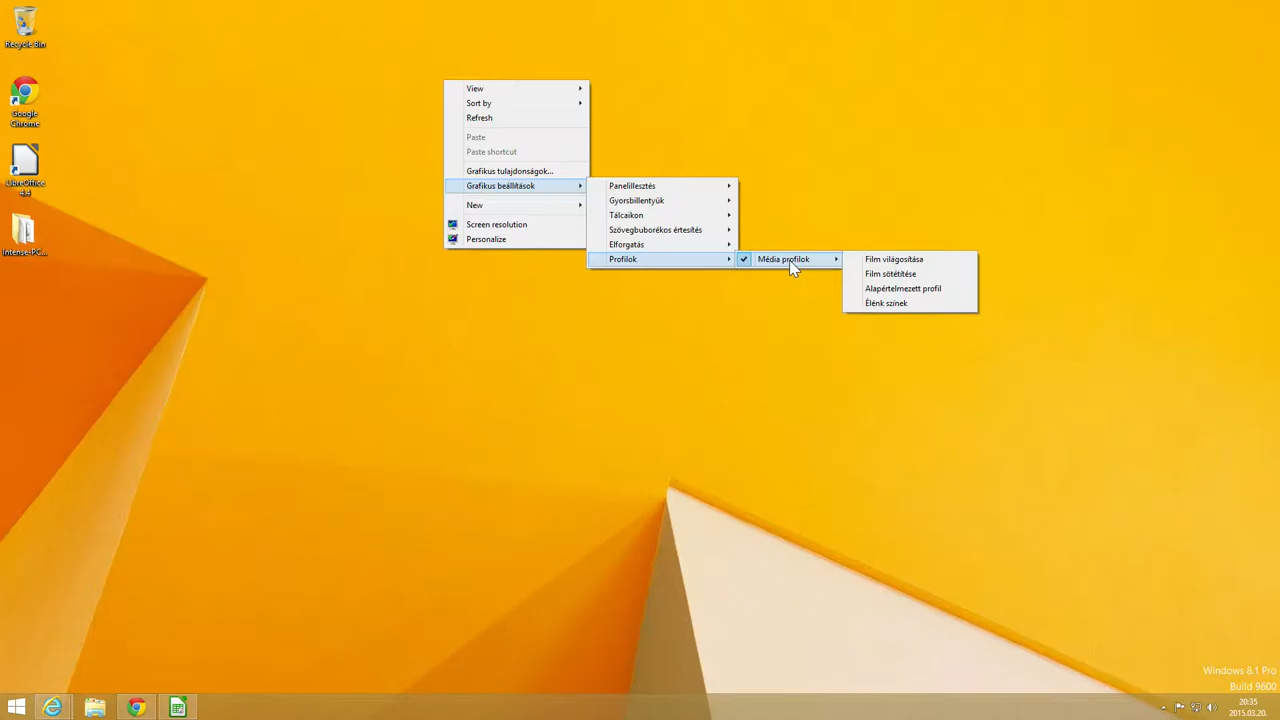 Recycle Bin
Google
Chrome
LibreOffice
4.4
Intense-PC...
View
Sort by
Refresh
Paste
Paste shortcut
Grafikus tulajdonságok...
Grafikus beállítások
New
Screen resolution
Personalize
Panelillesztés
Gyorsbillentyűk
Tálcaikon
Szövegbuborékos értesítés
Elforgatás
Profilok
Média profilok
Film világosítása
Film sötétítése
Alapértelmezett profil
Élénk színek
Windows 8.1 Pro
Build 9600
20:35
2015.03.20.